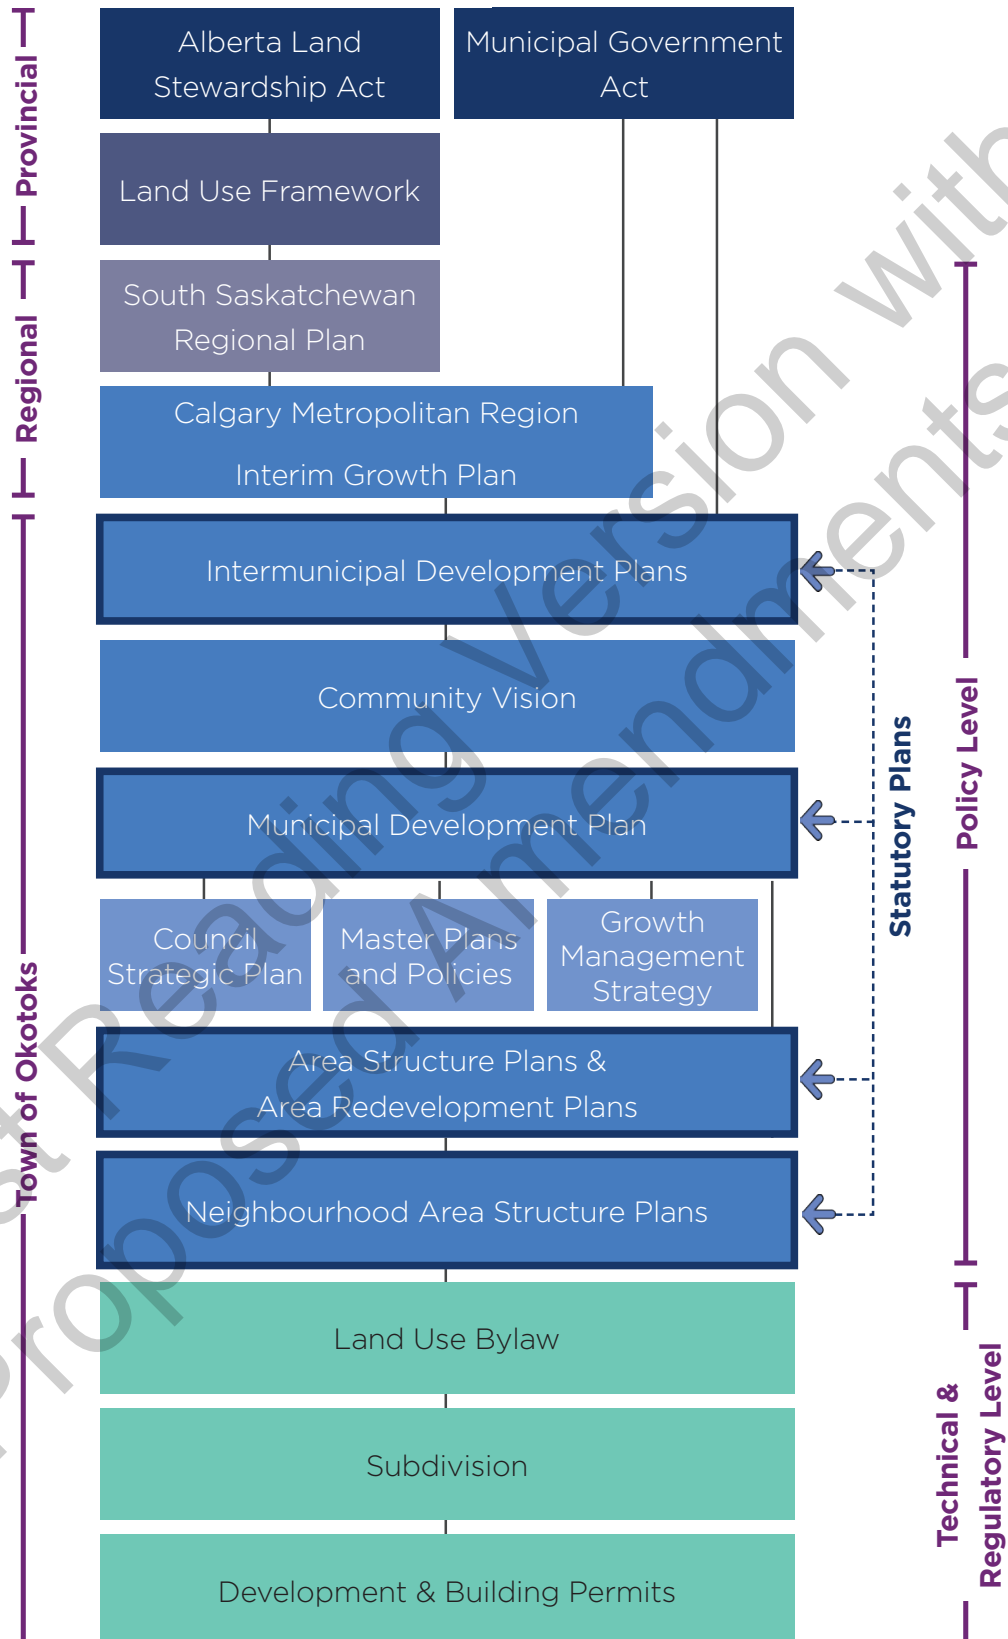 Provincial
Alberta Land
Stewardship Act
Municipal Government
Act
Land Use Framework
Regional
South Saskatchewan
Regional Plan
Calgary Metropolitan Region
Interim Growth Plan
Town of Okotoks
Intermunicipal Development Plans
Community Vision
Municipal Development Plan
Council
Strategic Plan
Master Plans
and Policies
Growth
Management
Strategy
Area Structure Plans &
Area Redevelopment Plans
Neighbourhood Area Structure Plans
Statutory Plans
Policy Level
Land Use Bylaw
Subdivision
Development & Building Permits
Technical &
Regulatory Level
Reading Version with
Proposed Amendments